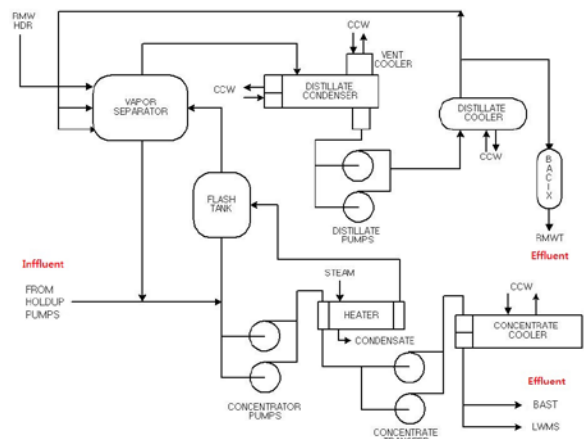 RMW
HDR
CCW
VENT
COOLER
CCW
DISTILLATE
CONDENSER
VAPOR
SEPARATOR
DISTILLATE
COOLER
CCW
BACIX
FLASH
TANK
DISTILLATE
PUMPS
RMWT
Effluent
Inffluent
FROM
HOLDUP
PUMPS
STEAM
HEATER
CONDENSATE
CCW
CONCENTRATE
COOLER
CONCENTRATOR
PUMPS
Effluent
BAST
LWMS
CONCENTRATE